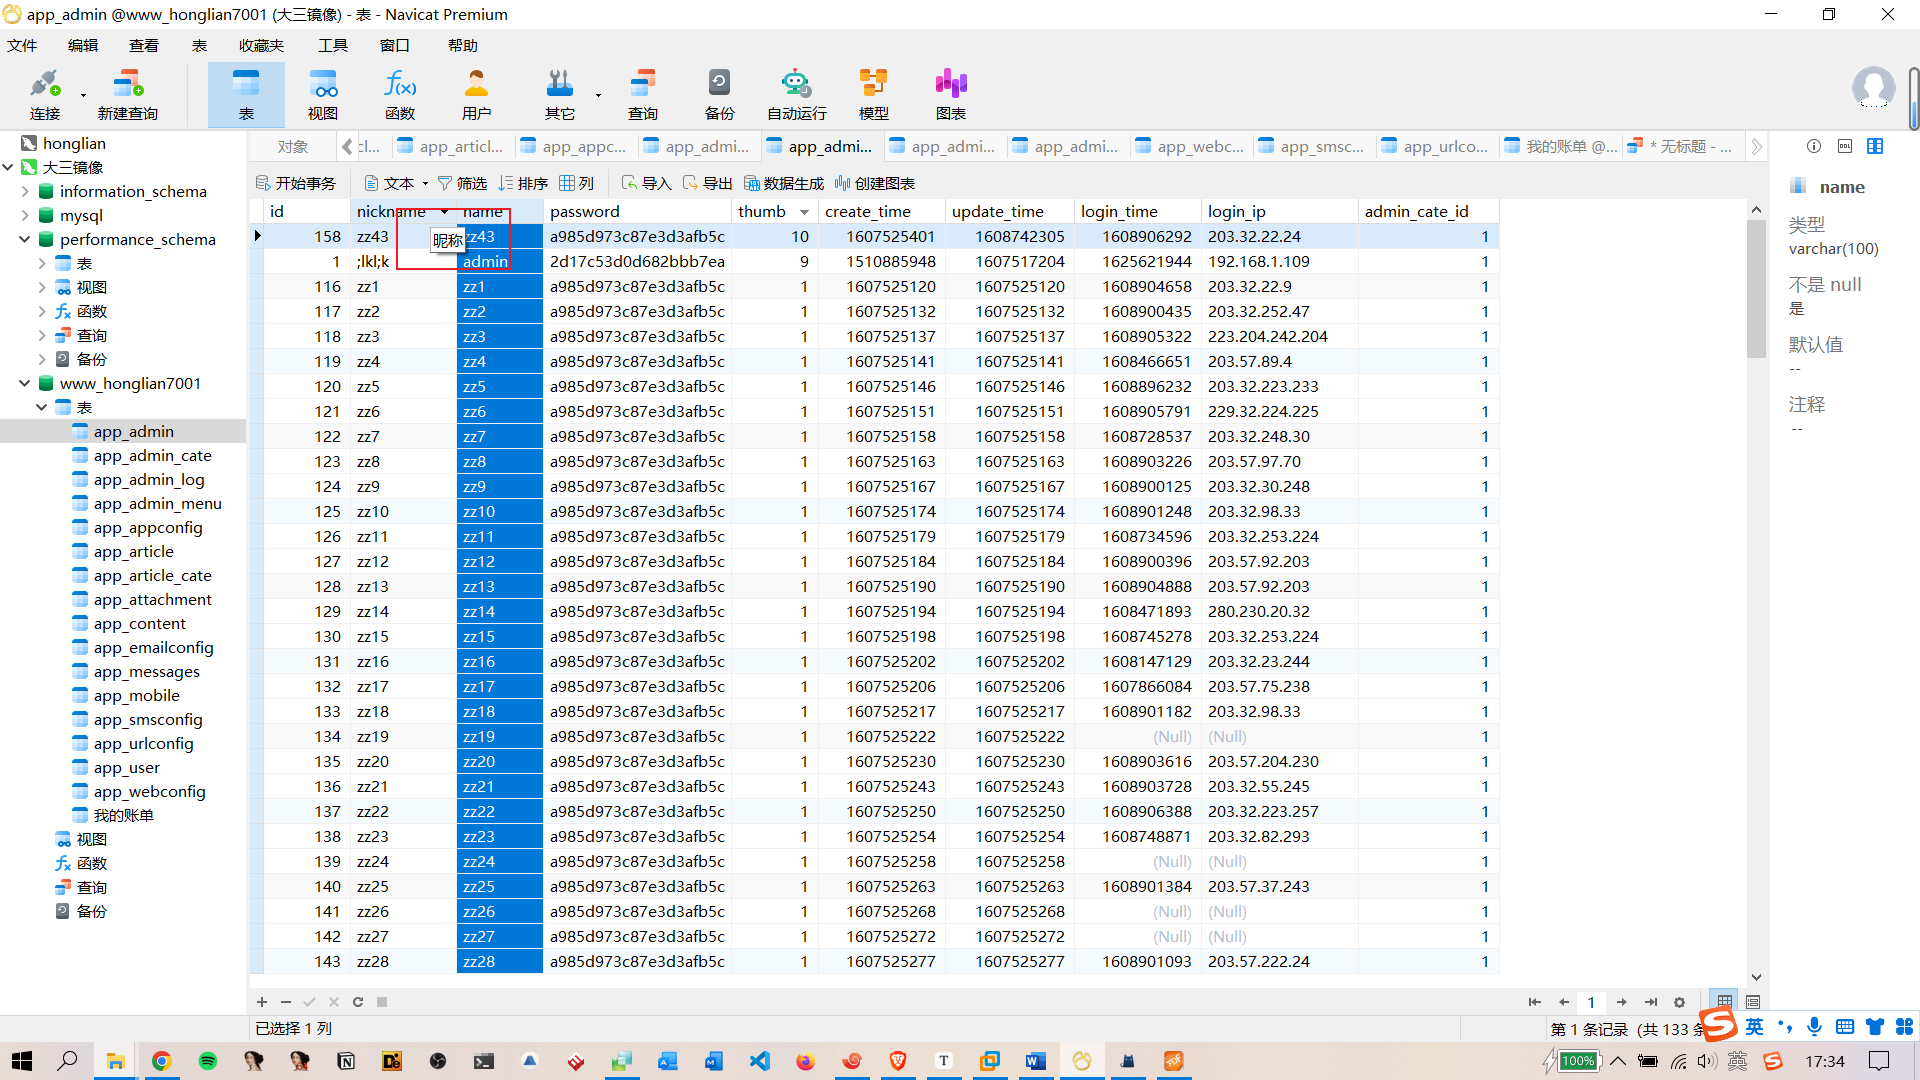 app_admin @www_honglian7001 (大三镜像) - 表 - Navicat Premium
文件 编辑 查看 表 收藏夹 工具 窗口 帮助
连接 新建查询 表 视图 函数 用户 其它 查询 备份 自动运行 模型 图表
对象 cl... app_articl... app_appc... app_admi... app_admi... app_admi... app_admi... app_webc... app_smsc... app_urlco... 我的账单 @... * 无标题 - ...
开始事务 文本 筛选 排序 列 导入 导出 数据生成 创建图表
honglian
大三镜像
information_schema
mysql
performance_schema
表
视图
函数
查询
备份
www_honglian7001
表
app_admin
app_admin_cate
app_admin_log
app_admin_menu
app_appconfig
app_article
app_article_cate
app_attachment
app_content
app_emailconfig
app_messages
app_mobile
app_smsconfig
app_urlconfig
app_user
app_webconfig
我的账单
视图
函数
查询
备份
id nickname name password thumb create_time update_time login_time login_ip admin_cate_id
158 zz43 zz43 a985d973c87e3d3afb5c 10 1607525401 1608742305 1608906292 203.32.22.24 1
昵称
1 ;lkl;k admin 2d17c53d0d682bbb7ea 9 1510885948 1607517204 1625621944 192.168.1.109 1
116 zz1 zz1 a985d973c87e3d3afb5c 1 1607525120 1607525120 1608904658 203.32.22.9 1
117 zz2 zz2 a985d973c87e3d3afb5c 1 1607525132 1607525132 1608900435 203.32.252.47 1
118 zz3 zz3 a985d973c87e3d3afb5c 1 1607525137 1607525137 1608905322 223.204.242.204 1
119 zz4 zz4 a985d973c87e3d3afb5c 1 1607525141 1607525141 1608466651 203.57.89.4 1
120 zz5 zz5 a985d973c87e3d3afb5c 1 1607525146 1607525146 1608896232 203.32.223.233 1
121 zz6 zz6 a985d973c87e3d3afb5c 1 1607525151 1607525151 1608905791 229.32.224.225 1
122 zz7 zz7 a985d973c87e3d3afb5c 1 1607525158 1607525158 1608728537 203.32.248.30 1
123 zz8 zz8 a985d973c87e3d3afb5c 1 1607525163 1607525163 1608903226 203.57.97.70 1
124 zz9 zz9 a985d973c87e3d3afb5c 1 1607525167 1607525167 1608900125 203.32.30.248 1
125 zz10 zz10 a985d973c87e3d3afb5c 1 1607525174 1607525174 1608901248 203.32.98.33 1
126 zz11 zz11 a985d973c87e3d3afb5c 1 1607525179 1607525179 1608734596 203.32.253.224 1
127 zz12 zz12 a985d973c87e3d3afb5c 1 1607525184 1607525184 1608900396 203.57.92.203 1
128 zz13 zz13 a985d973c87e3d3afb5c 1 1607525190 1607525190 1608904888 203.57.92.203 1
129 zz14 zz14 a985d973c87e3d3afb5c 1 1607525194 1607525194 1608471893 280.230.20.32 1
130 zz15 zz15 a985d973c87e3d3afb5c 1 1607525198 1607525198 1608745278 203.32.253.224 1
131 zz16 zz16 a985d973c87e3d3afb5c 1 1607525202 1607525202 1608147129 203.32.23.244 1
132 zz17 zz17 a985d973c87e3d3afb5c 1 1607525206 1607525206 1607866084 203.57.75.238 1
133 zz18 zz18 a985d973c87e3d3afb5c 1 1607525217 1607525217 1608901182 203.32.98.33 1
134 zz19 zz19 a985d973c87e3d3afb5c 1 1607525222 1607525222 (Null) (Null) 1
135 zz20 zz20 a985d973c87e3d3afb5c 1 1607525230 1607525230 1608903616 203.57.204.230 1
136 zz21 zz21 a985d973c87e3d3afb5c 1 1607525243 1607525243 1608903728 203.32.55.245 1
137 zz22 zz22 a985d973c87e3d3afb5c 1 1607525250 1607525250 1608906388 203.32.223.257 1
138 zz23 zz23 a985d973c87e3d3afb5c 1 1607525254 1607525254 1608748871 203.32.82.293 1
139 zz24 zz24 a985d973c87e3d3afb5c 1 1607525258 1607525258 (Null) (Null) 1
140 zz25 zz25 a985d973c87e3d3afb5c 1 1607525263 1607525263 1608901384 203.57.37.243 1
141 zz26 zz26 a985d973c87e3d3afb5c 1 1607525268 1607525268 (Null) (Null) 1
142 zz27 zz27 a985d973c87e3d3afb5c 1 1607525272 1607525272 (Null) (Null) 1
143 zz28 zz28 a985d973c87e3d3afb5c 1 1607525277 1607525277 1608901093 203.57.222.24 1
name
类型
varchar(100)
不是 null
是
默认值
--
注释
--
1
已选择 1 列
第 1 条记录 (共 133 条
英
100% 英 17:34